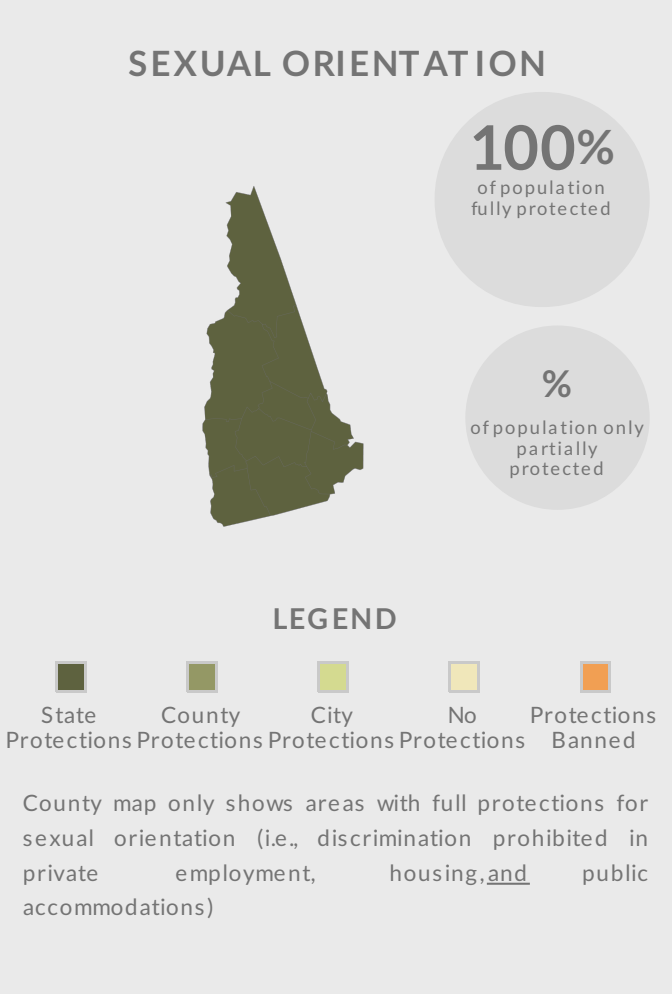 SEXUAL ORIENTATION
100%
of population
fully protected
%
of population only
partially
protected
LEGEND
State
Protections
County
Protections
City
Protections
No
Protections
Protections
Banned
County map only shows areas with full protections for
sexual orientation (i.e., discrimination prohibited in
private employment, housing,and public
accommodations)